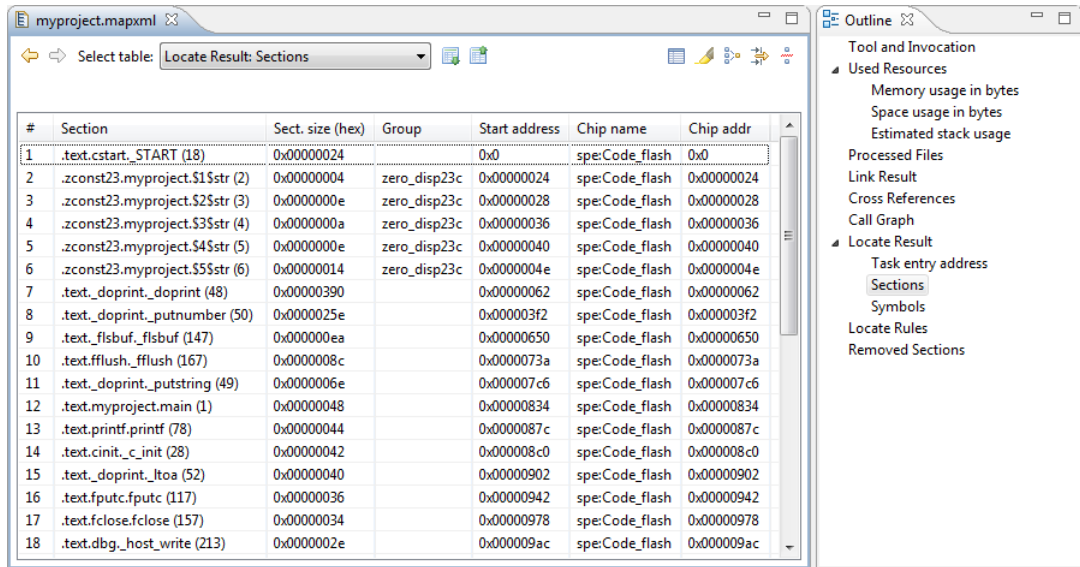 myproject.mapxml
Select table: Locate Result: Sections
# Section Sect. size (hex) Group Start address Chip name Chip addr
1 .text.cstart._START (18) 0x00000024 0x0 spe:Code_flash 0x0
2 .zconst23.myproject.$1$str (2) 0x00000004 zero_disp23c 0x00000024 spe:Code_flash 0x00000024
3 .zconst23.myproject.$2$str (3) 0x0000000e zero_disp23c 0x00000028 spe:Code_flash 0x00000028
4 .zconst23.myproject.$3$str (4) 0x0000000a zero_disp23c 0x00000036 spe:Code_flash 0x00000036
5 .zconst23.myproject.$4$str (5) 0x0000000e zero_disp23c 0x00000040 spe:Code_flash 0x00000040
6 .zconst23.myproject.$5$str (6) 0x00000014 zero_disp23c 0x0000004e spe:Code_flash 0x0000004e
7 .text._doprint._doprint (48) 0x00000390 0x00000062 spe:Code_flash 0x00000062
8 .text._doprint._putnumber (50) 0x0000025e 0x000003f2 spe:Code_flash 0x000003f2
9 .text._flsbuf._flsbuf (147) 0x000000ea 0x00000650 spe:Code_flash 0x00000650
10 .text.fflush._fflush (167) 0x0000008c 0x0000073a spe:Code_flash 0x0000073a
11 .text._doprint._putstring (49) 0x0000006e 0x000007c6 spe:Code_flash 0x000007c6
12 .text.myproject.main (1) 0x00000048 0x00000834 spe:Code_flash 0x00000834
13 .text.printf.printf (78) 0x00000044 0x0000087c spe:Code_flash 0x0000087c
14 .text.cinit._c_init (28) 0x00000042 0x000008c0 spe:Code_flash 0x000008c0
15 .text._doprint._ltoa (52) 0x00000040 0x00000902 spe:Code_flash 0x00000902
16 .text.fputc.fputc (117) 0x00000036 0x00000942 spe:Code_flash 0x00000942
17 .text.fclose.fclose (157) 0x00000034 0x00000978 spe:Code_flash 0x00000978
18 .text.dbg._host_write (213) 0x0000002e 0x000009ac spe:Code_flash 0x000009ac
Outline
Tool and Invocation
Used Resources
Memory usage in bytes
Space usage in bytes
Estimated stack usage
Processed Files
Link Result
Cross References
Call Graph
Locate Result
Task entry address
Sections
Symbols
Locate Rules
Removed Sections